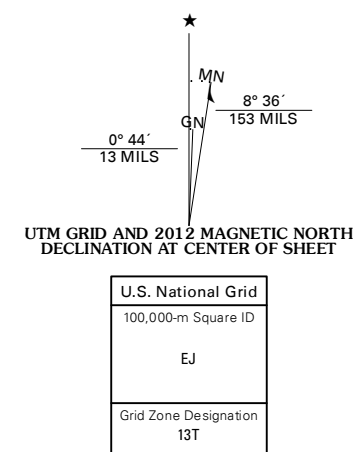 ★
MN
8° 36´
153 MILS
GN
0° 44´
13 MILS
UTM GRID AND 2012 MAGNETIC NORTH
DECLINATION AT CENTER OF SHEET
U.S. National Grid
100,000-m Square ID
EJ
Grid Zone Designation
13T